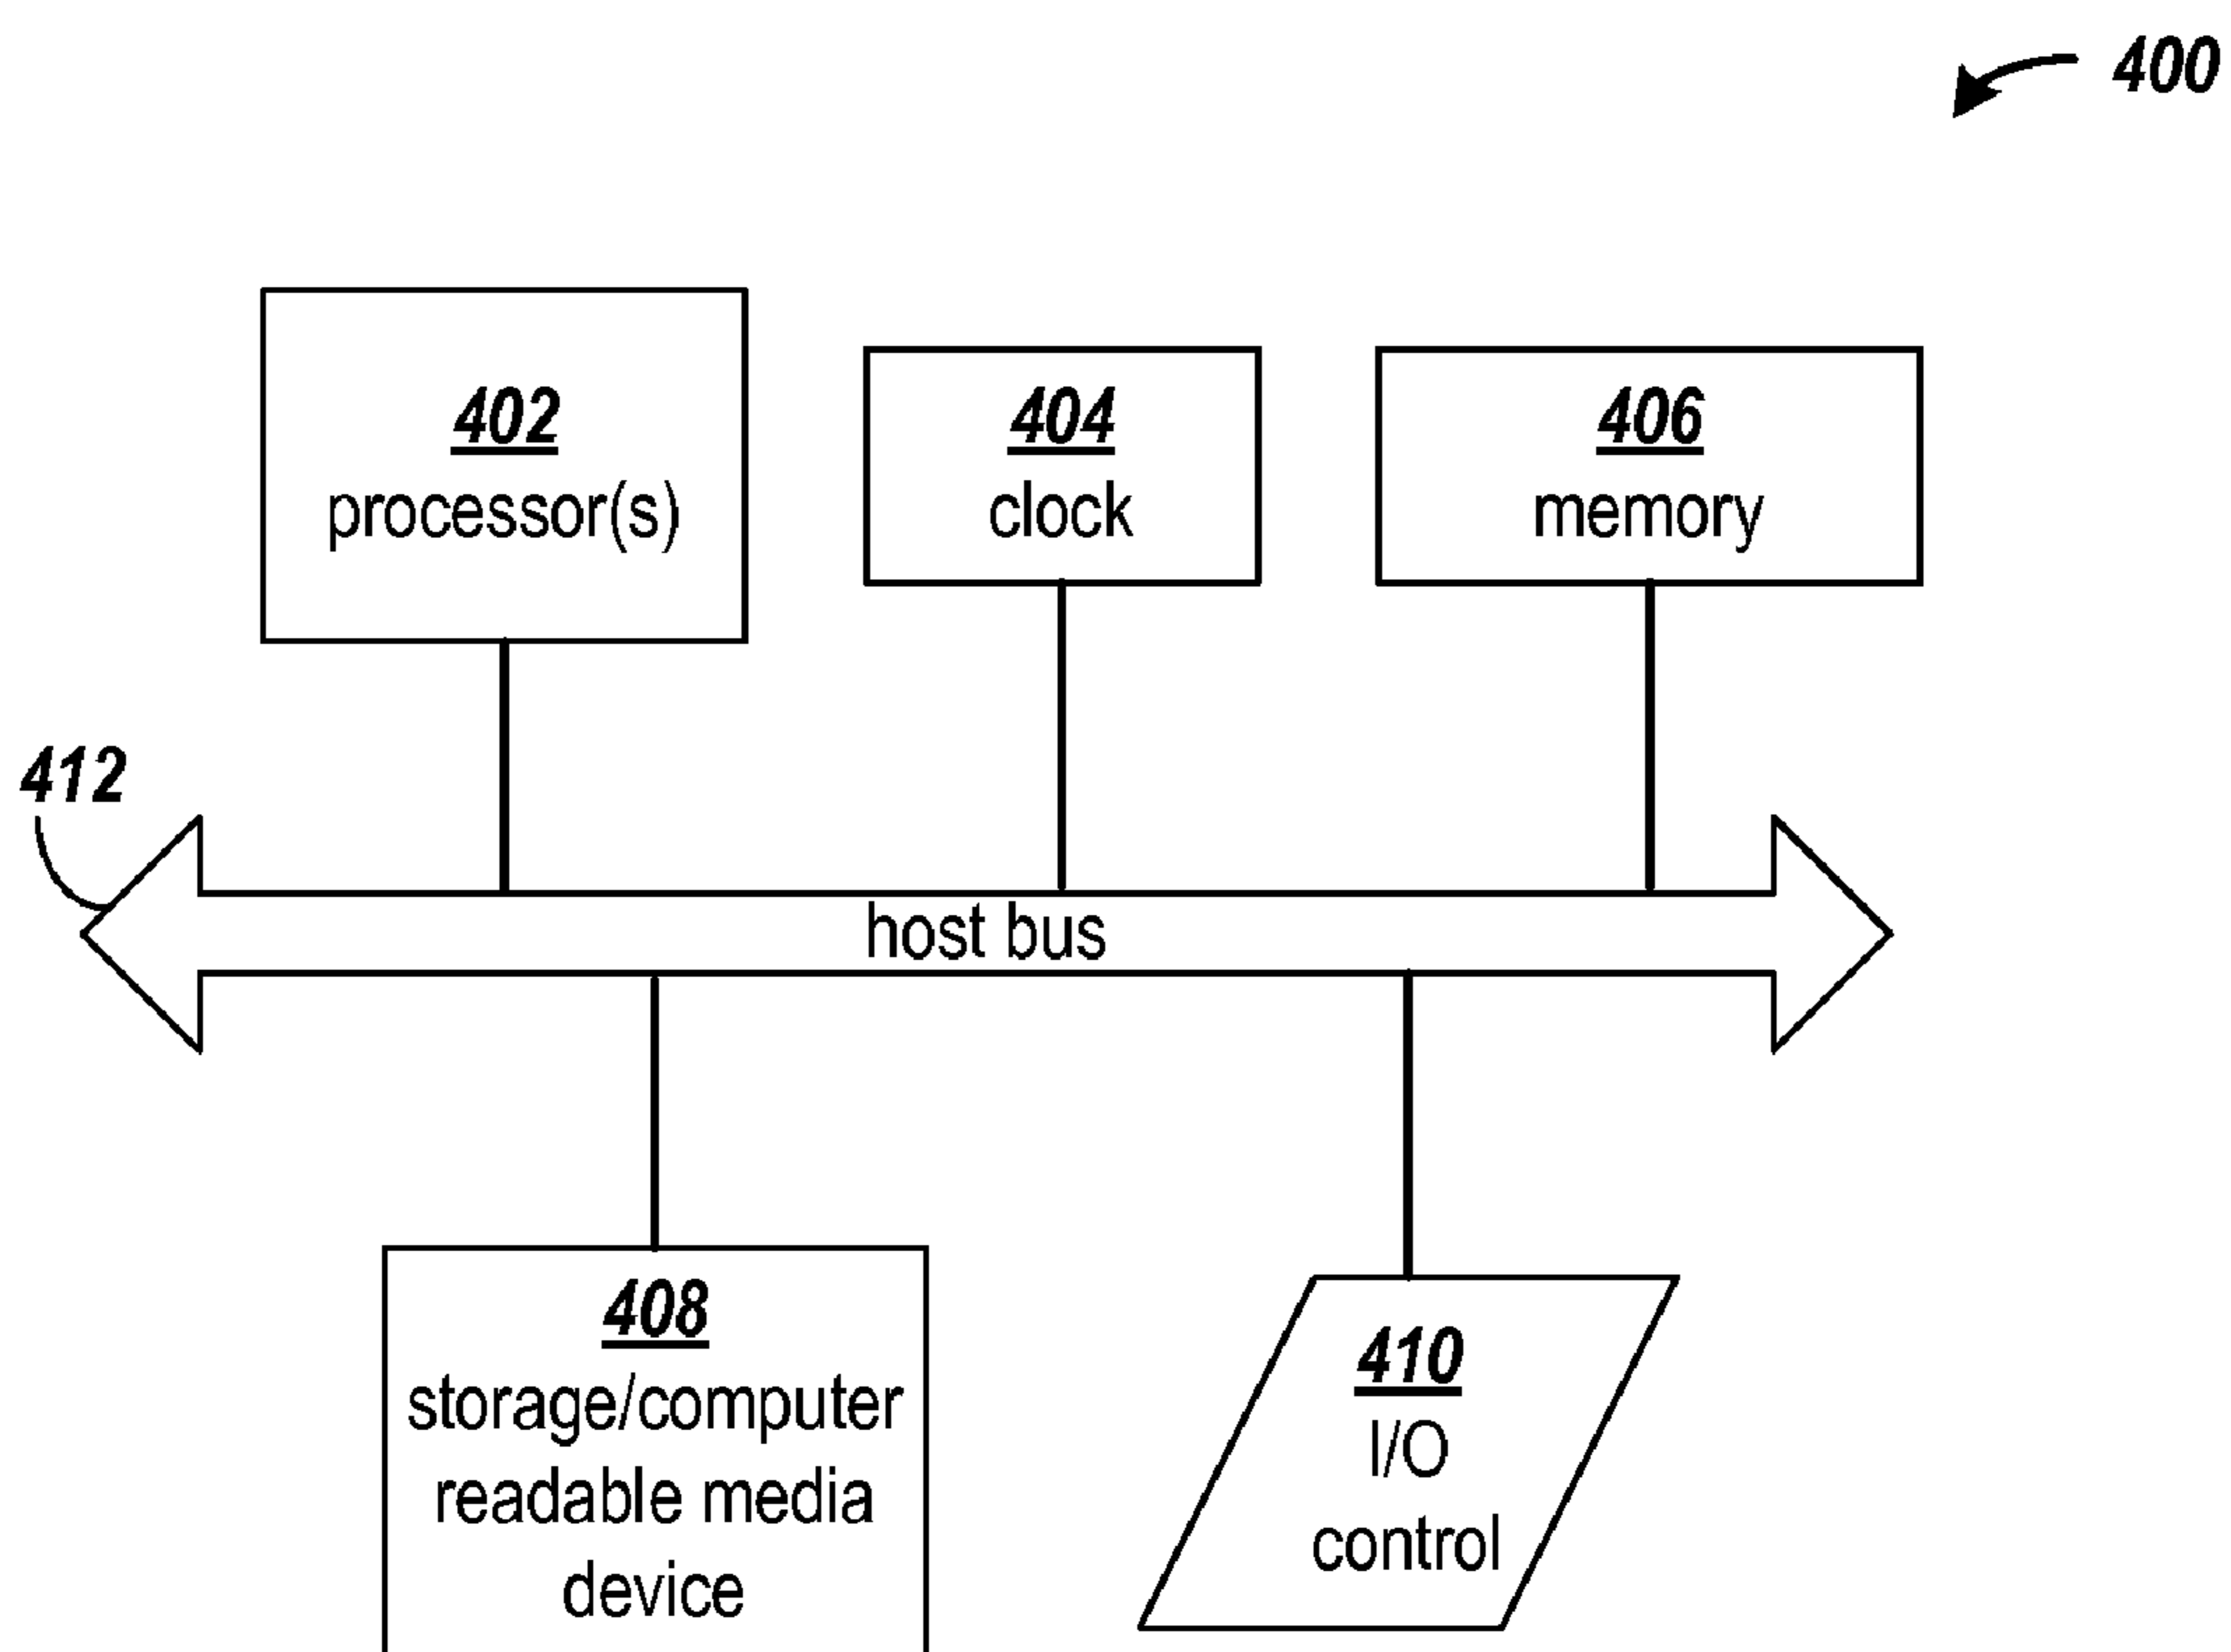 400
402
processor(s)
404
clock
406
memory
412
host bus
408
storage/computer
readable media
device
410
I/O
control